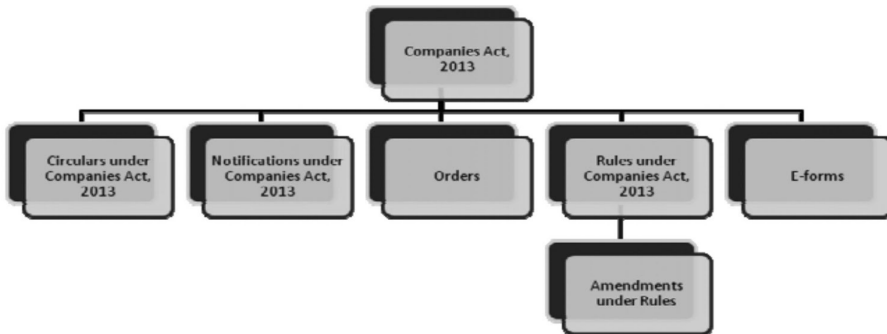 Companies Act,
2013
Circulars under
Companies Act,
2013
Notifications under
Companies Act,
2013
Orders
Rules under
Companies Act,
2013
E-forms
Amendments
under Rules